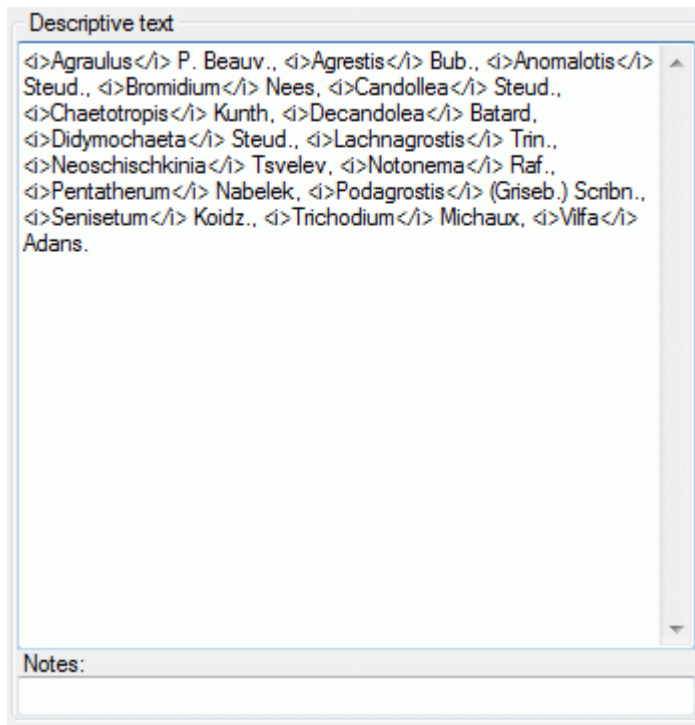 Descriptive text
<i>Agraulus</i> P. Beauv., <i>Agrestis</i> Bub., <i>Anomalotis</i>
Steud., <i>Bromidium</i> Nees, <i>Candollea</i> Steud.,
<i>Chaetotropis</i> Kunth, <i>Decandolea</i> Batard,
<i>Didymochaeta</i> Steud., <i>Lachnagrostis</i> Trin.,
<i>Neoschischkinia</i> Tsvelev, <i>Notonema</i> Raf.,
<i>Pentatherum</i> Nabelek, <i>Podagrostis</i> (Griseb.) Scribn.,
<i>Senisetum</i> Koidz., <i>Trichodium</i> Michaux, <i>Vilfa</i>
Adans.
Notes: